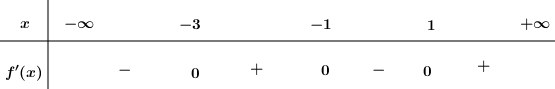 x −∞ −3 −1 1 +∞
f′(x) − 0 + 0 − 0 +